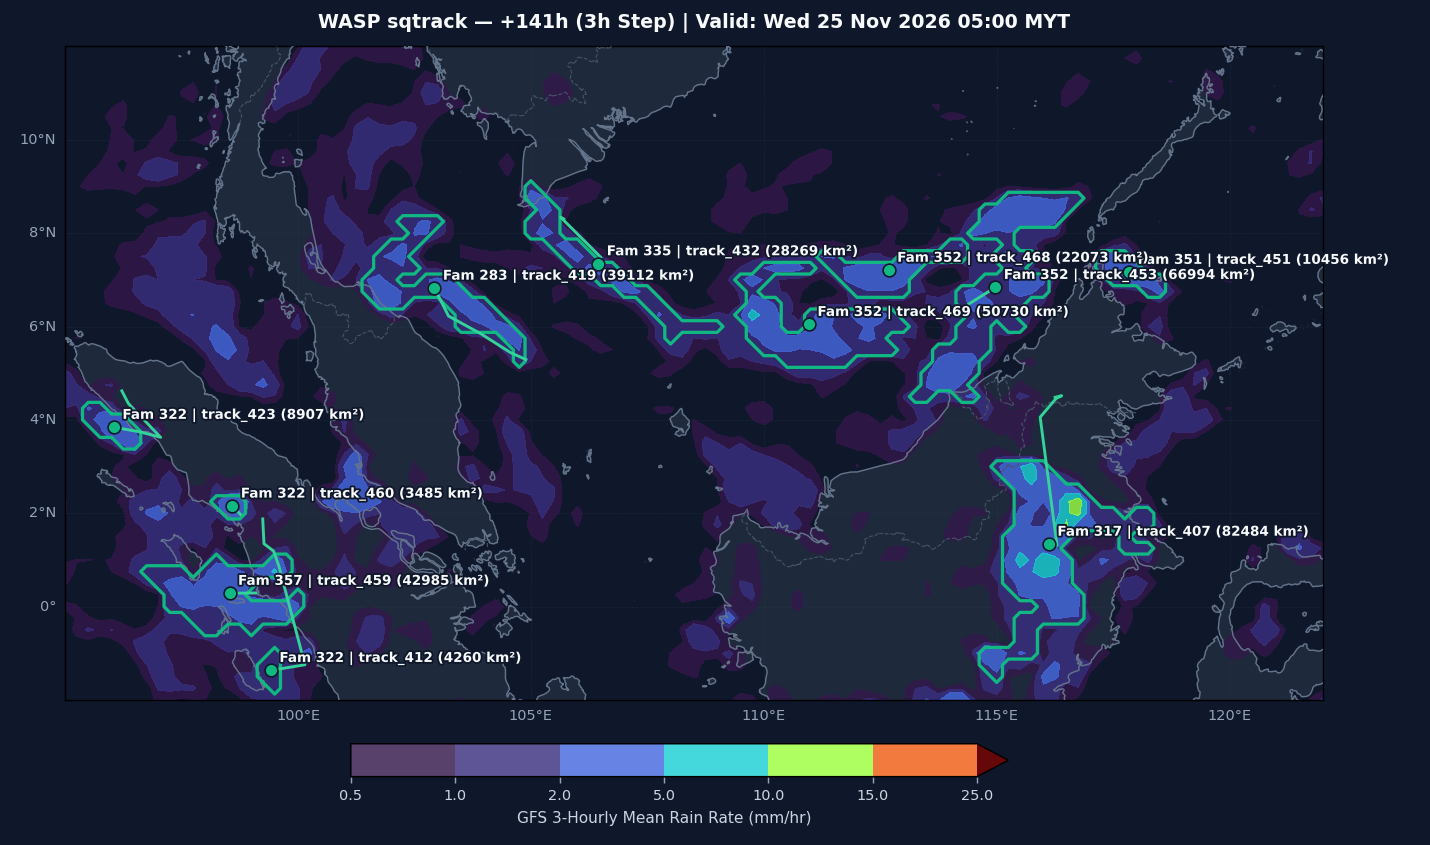 WASP sqtrack — +141h (3h Step) | Valid: Wed 25 Nov 2026 05:00 MYT
10°N
8°N
6°N
4°N
2°N
0°
Fam 335 | track_432 (28269 km²)
Fam 352 | track_468 (22073 km²)
Fam 351 | track_451 (10456 km²)
Fam 283 | track_419 (39112 km²)
Fam 352 | track_453 (66994 km²)
Fam 352 | track_469 (50730 km²)
Fam 322 | track_423 (8907 km²)
Fam 322 | track_460 (3485 km²)
Fam 317 | track_407 (82484 km²)
Fam 357 | track_459 (42985 km²)
Fam 322 | track_412 (4260 km²)
100°E 105°E 110°E 115°E 120°E
0.5 1.0 2.0 5.0 10.0 15.0 25.0
GFS 3-Hourly Mean Rain Rate (mm/hr)